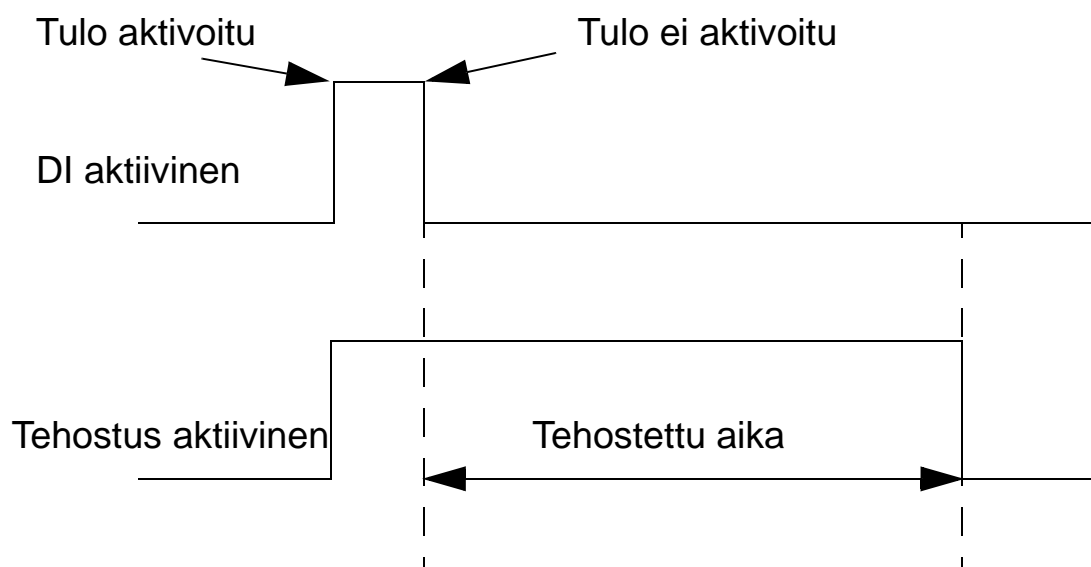 Tulo aktivoitu
Tulo ei aktivoitu
DI aktiivinen
Tehostus aktiivinen
Tehostettu aika